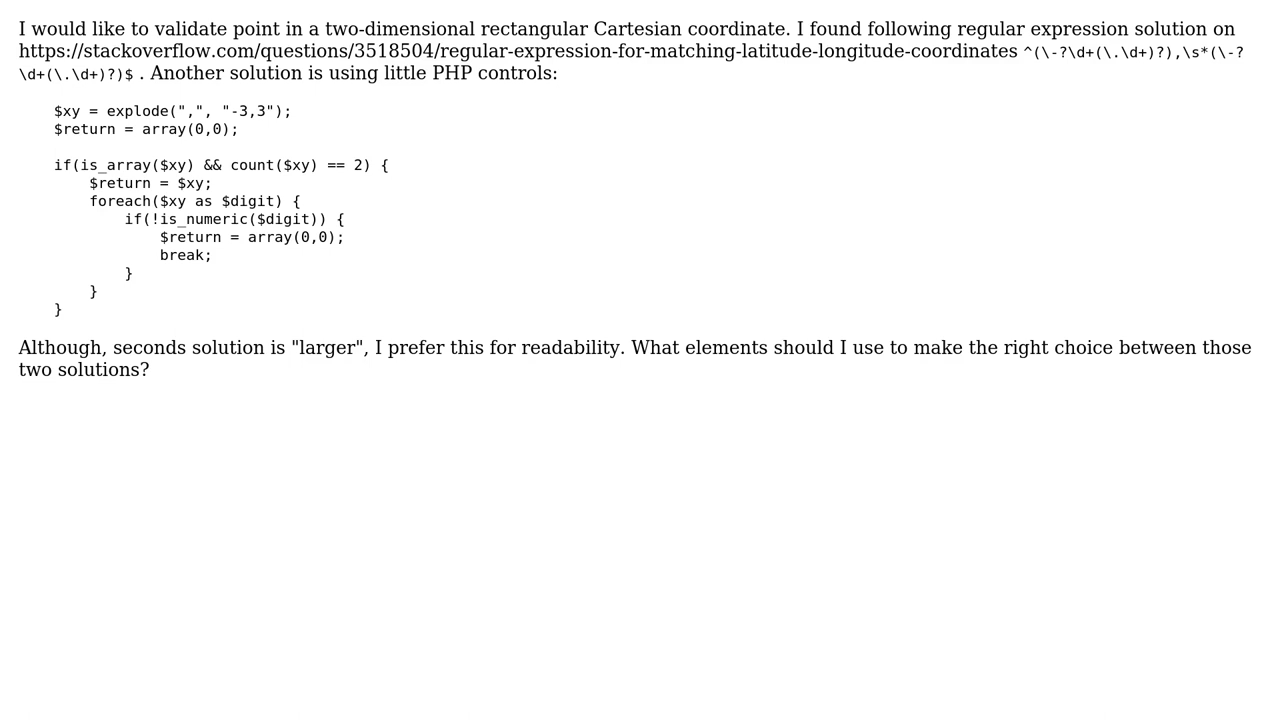 I would like to validate point in a two-dimensional rectangular Cartesian coordinate. I found following regular expression solution on
https://stackoverflow.com/questions/3518504/regular-expression-for-matching-latitude-longitude-coordinates ^(\-?\d+(\.\d+)?),\s*(\-?
\d+(\.\d+)?)$ . Another solution is using little PHP controls:
$xy = explode(",", "-3,3");
$return = array(0,0);
if(is_array($xy) && count($xy) == 2) {
    $return = $xy;
    foreach($xy as $digit) {
        if(!is_numeric($digit)) {
            $return = array(0,0);
            break;
        }
    }
}
Although, seconds solution is "larger", I prefer this for readability. What elements should I use to make the right choice between those
two solutions?